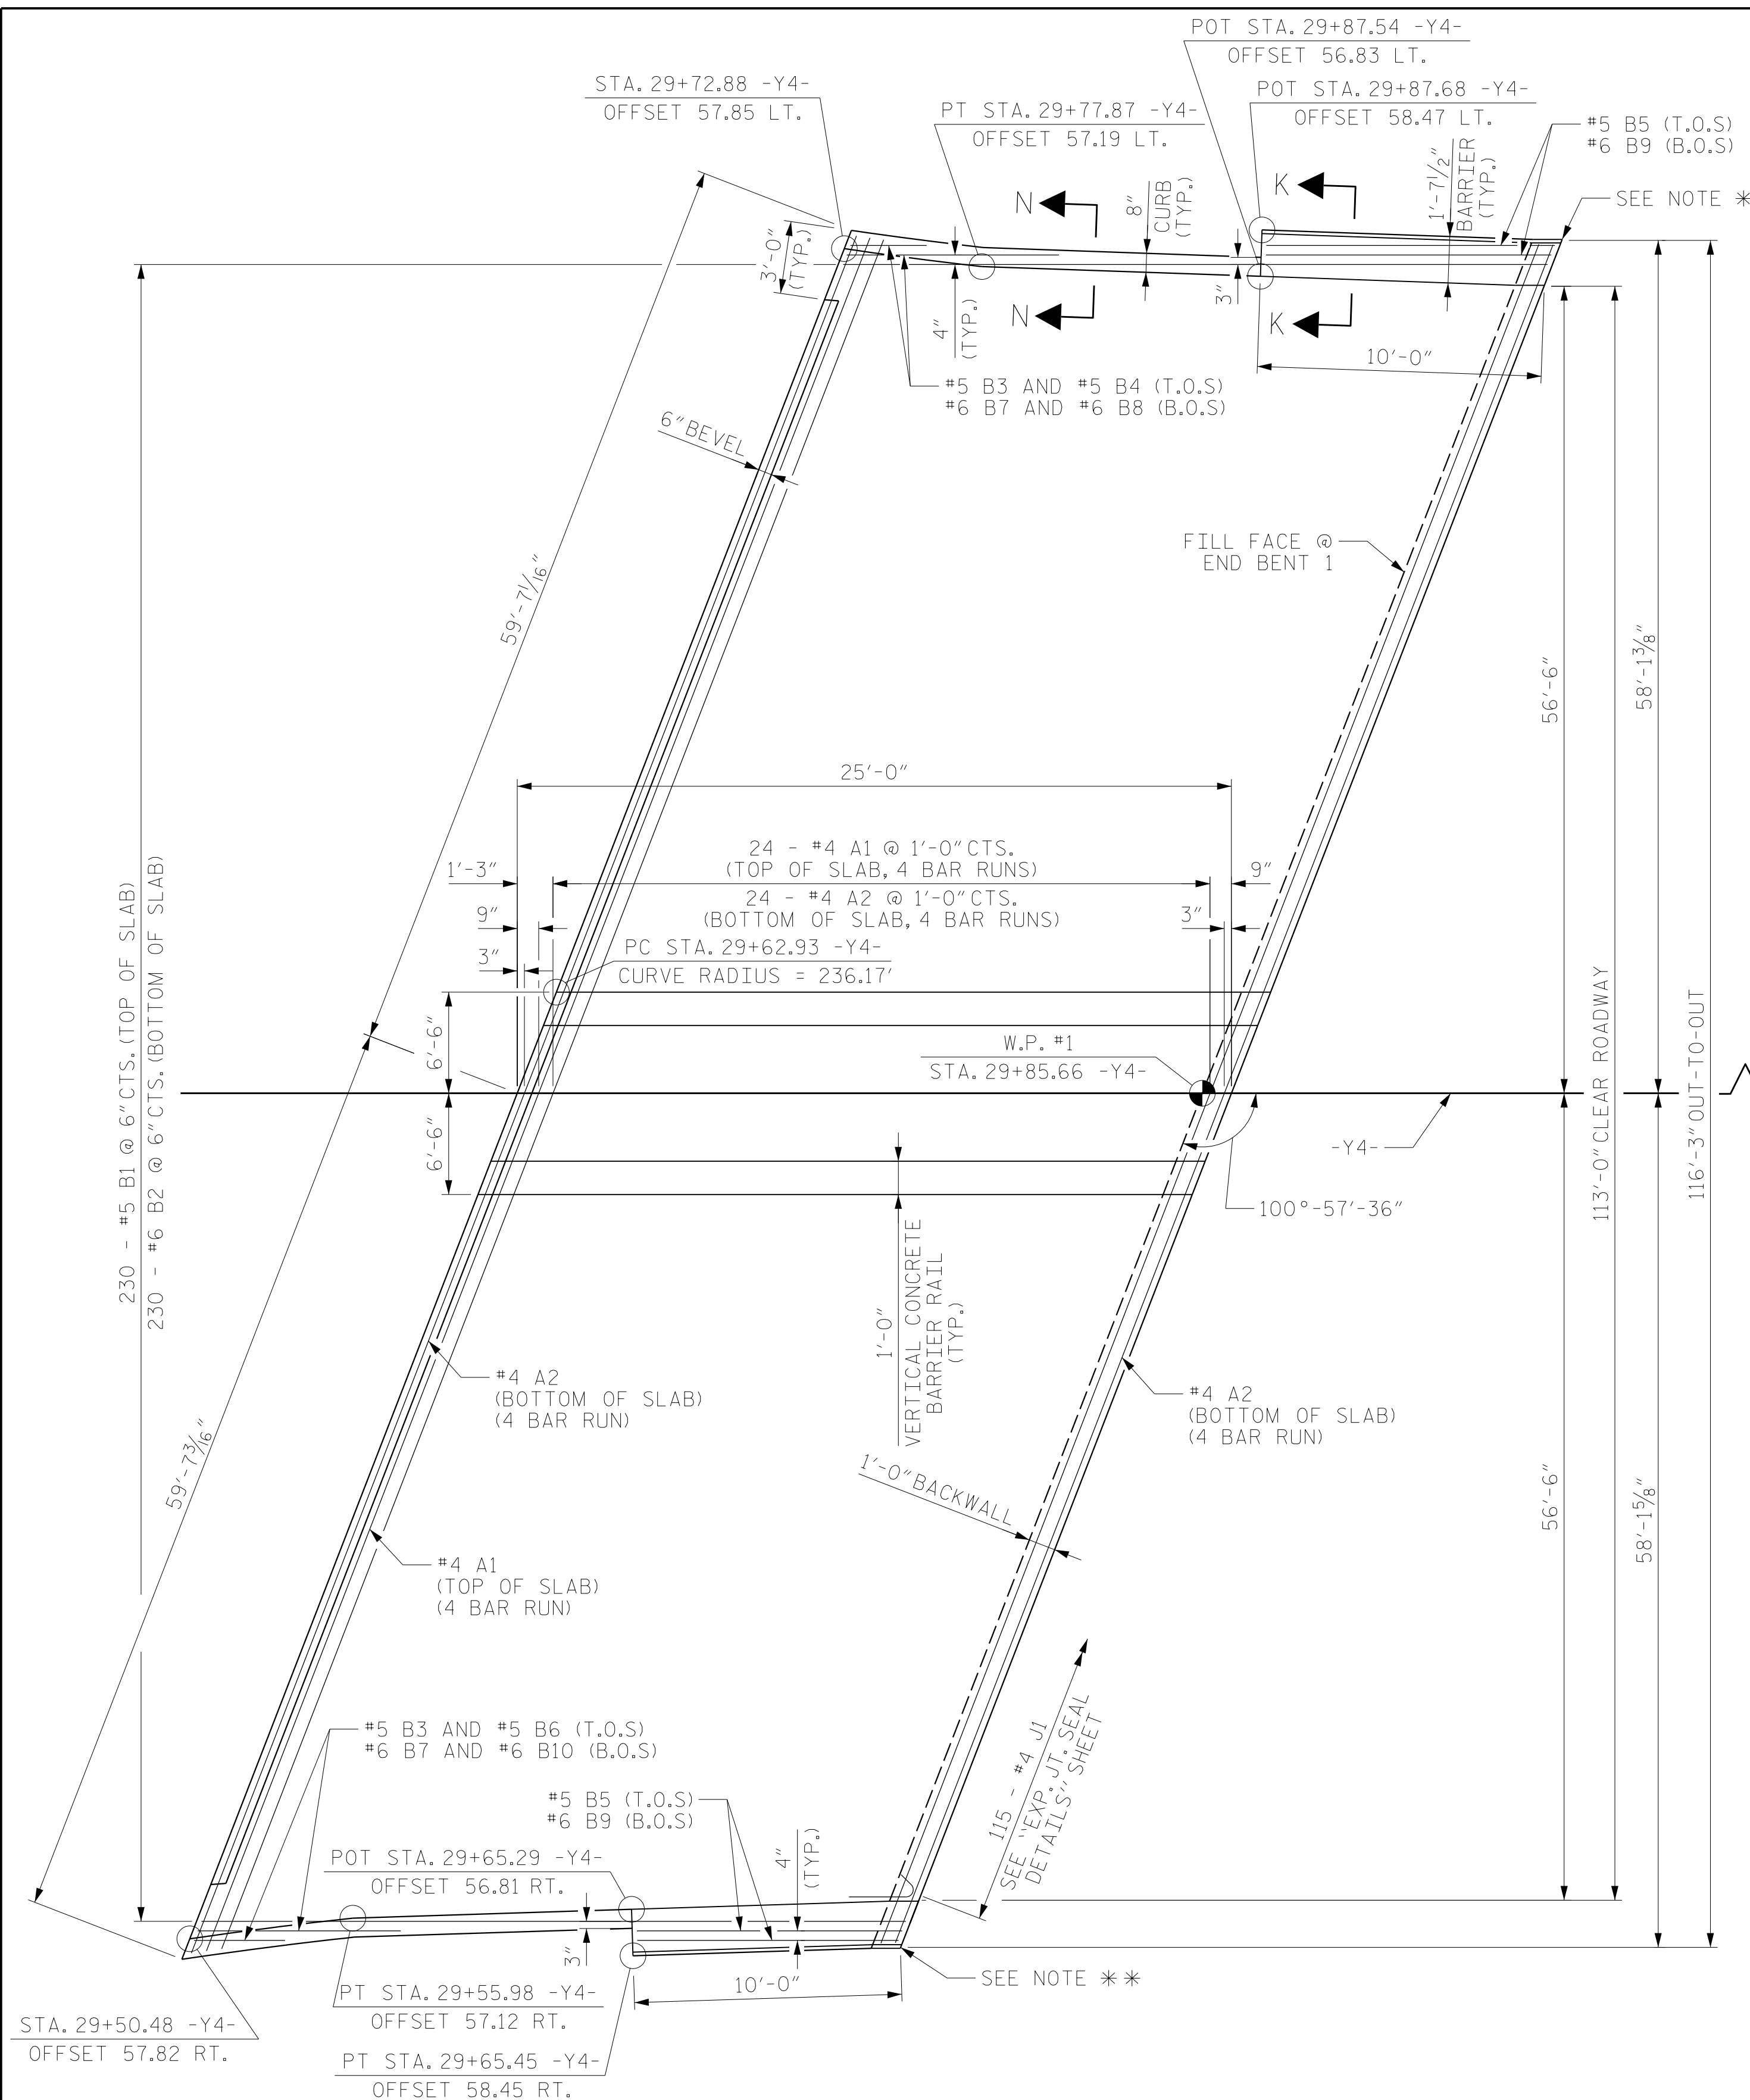 POT STA. 29+87.54 -Y4-
OFFSET 56.83 LT.
STA. 29+72.88 -Y4-
OFFSET 57.85 LT.
PT STA. 29+77.87 -Y4-
OFFSET 57.19 LT.
POT STA. 29+87.68 -Y4-
OFFSET 58.47 LT.
#5 B5 (T.O.S)
#6 B9 (B.O.S)
SEE NOTE *
N
K
8"
CURB
(TYP.)
1'-7 1/2"
BARRIER
(TYP.)
3'-0"
(TYP.)
N
K
4"
(TYP.)
3"
10'-0"
#5 B3 AND #5 B4 (T.O.S)
#6 B7 AND #6 B8 (B.O.S)
6" BEVEL
59'-7 1/16"
FILL FACE @
END BENT 1
56'-6"
58'-1 3/8"
25'-0"
24 - #4 A1 @ 1'-0" CTS.
(TOP OF SLAB, 4 BAR RUNS)
24 - #4 A2 @ 1'-0" CTS.
(BOTTOM OF SLAB, 4 BAR RUNS)
1'-3"
9"
9"
3"
3"
PC STA. 29+62.93 -Y4-
CURVE RADIUS = 236.17'
6'-6"
6'-6"
W.P. #1
STA. 29+85.66 -Y4-
-Y4-
100°-57'-36"
113'-0" CLEAR ROADWAY
116'-3" OUT-TO-OUT
230 - #5 B1 @ 6" CTS. (TOP OF SLAB)
230 - #6 B2 @ 6" CTS. (BOTTOM OF SLAB)
1'-0"
VERTICAL CONCRETE
BARRIER RAIL
(TYP.)
#4 A2
(BOTTOM OF SLAB)
(4 BAR RUN)
#4 A2
(BOTTOM OF SLAB)
(4 BAR RUN)
59'-7 3/16"
1'-0" BACKWALL
56'-6"
58'-1 5/8"
#4 A1
(TOP OF SLAB)
(4 BAR RUN)
115 - #4 J1
SEE "EXP. JT. SEAL
DETAILS" SHEET
#5 B3 AND #5 B6 (T.O.S)
#6 B7 AND #6 B10 (B.O.S)
#5 B5 (T.O.S)
#6 B9 (B.O.S)
4"
(TYP.)
POT STA. 29+65.29 -Y4-
OFFSET 56.81 RT.
3"
10'-0"
SEE NOTE **
PT STA. 29+55.98 -Y4-
OFFSET 57.12 RT.
STA. 29+50.48 -Y4-
OFFSET 57.82 RT.
PT STA. 29+65.45 -Y4-
OFFSET 58.45 RT.